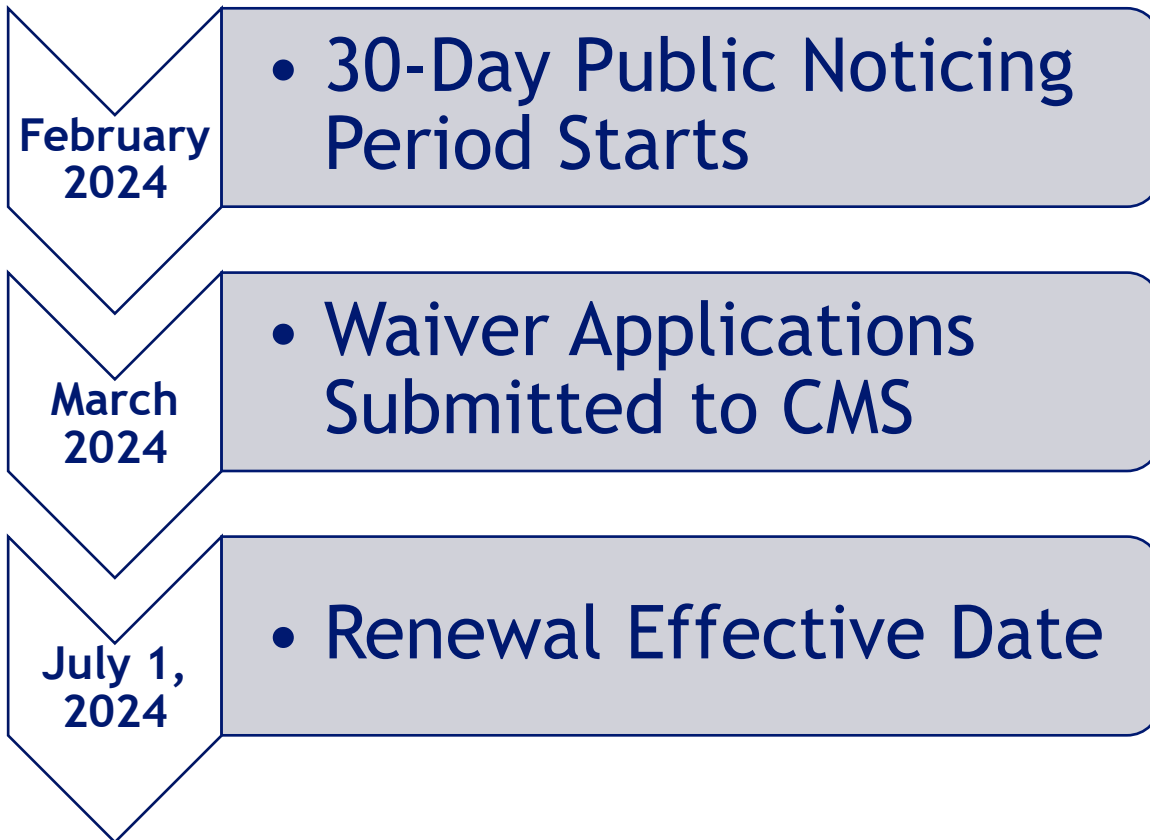 February
2024
• 30-Day Public Noticing
Period Starts
March
2024
• Waiver Applications
Submitted to CMS
July 1,
2024
• Renewal Effective Date